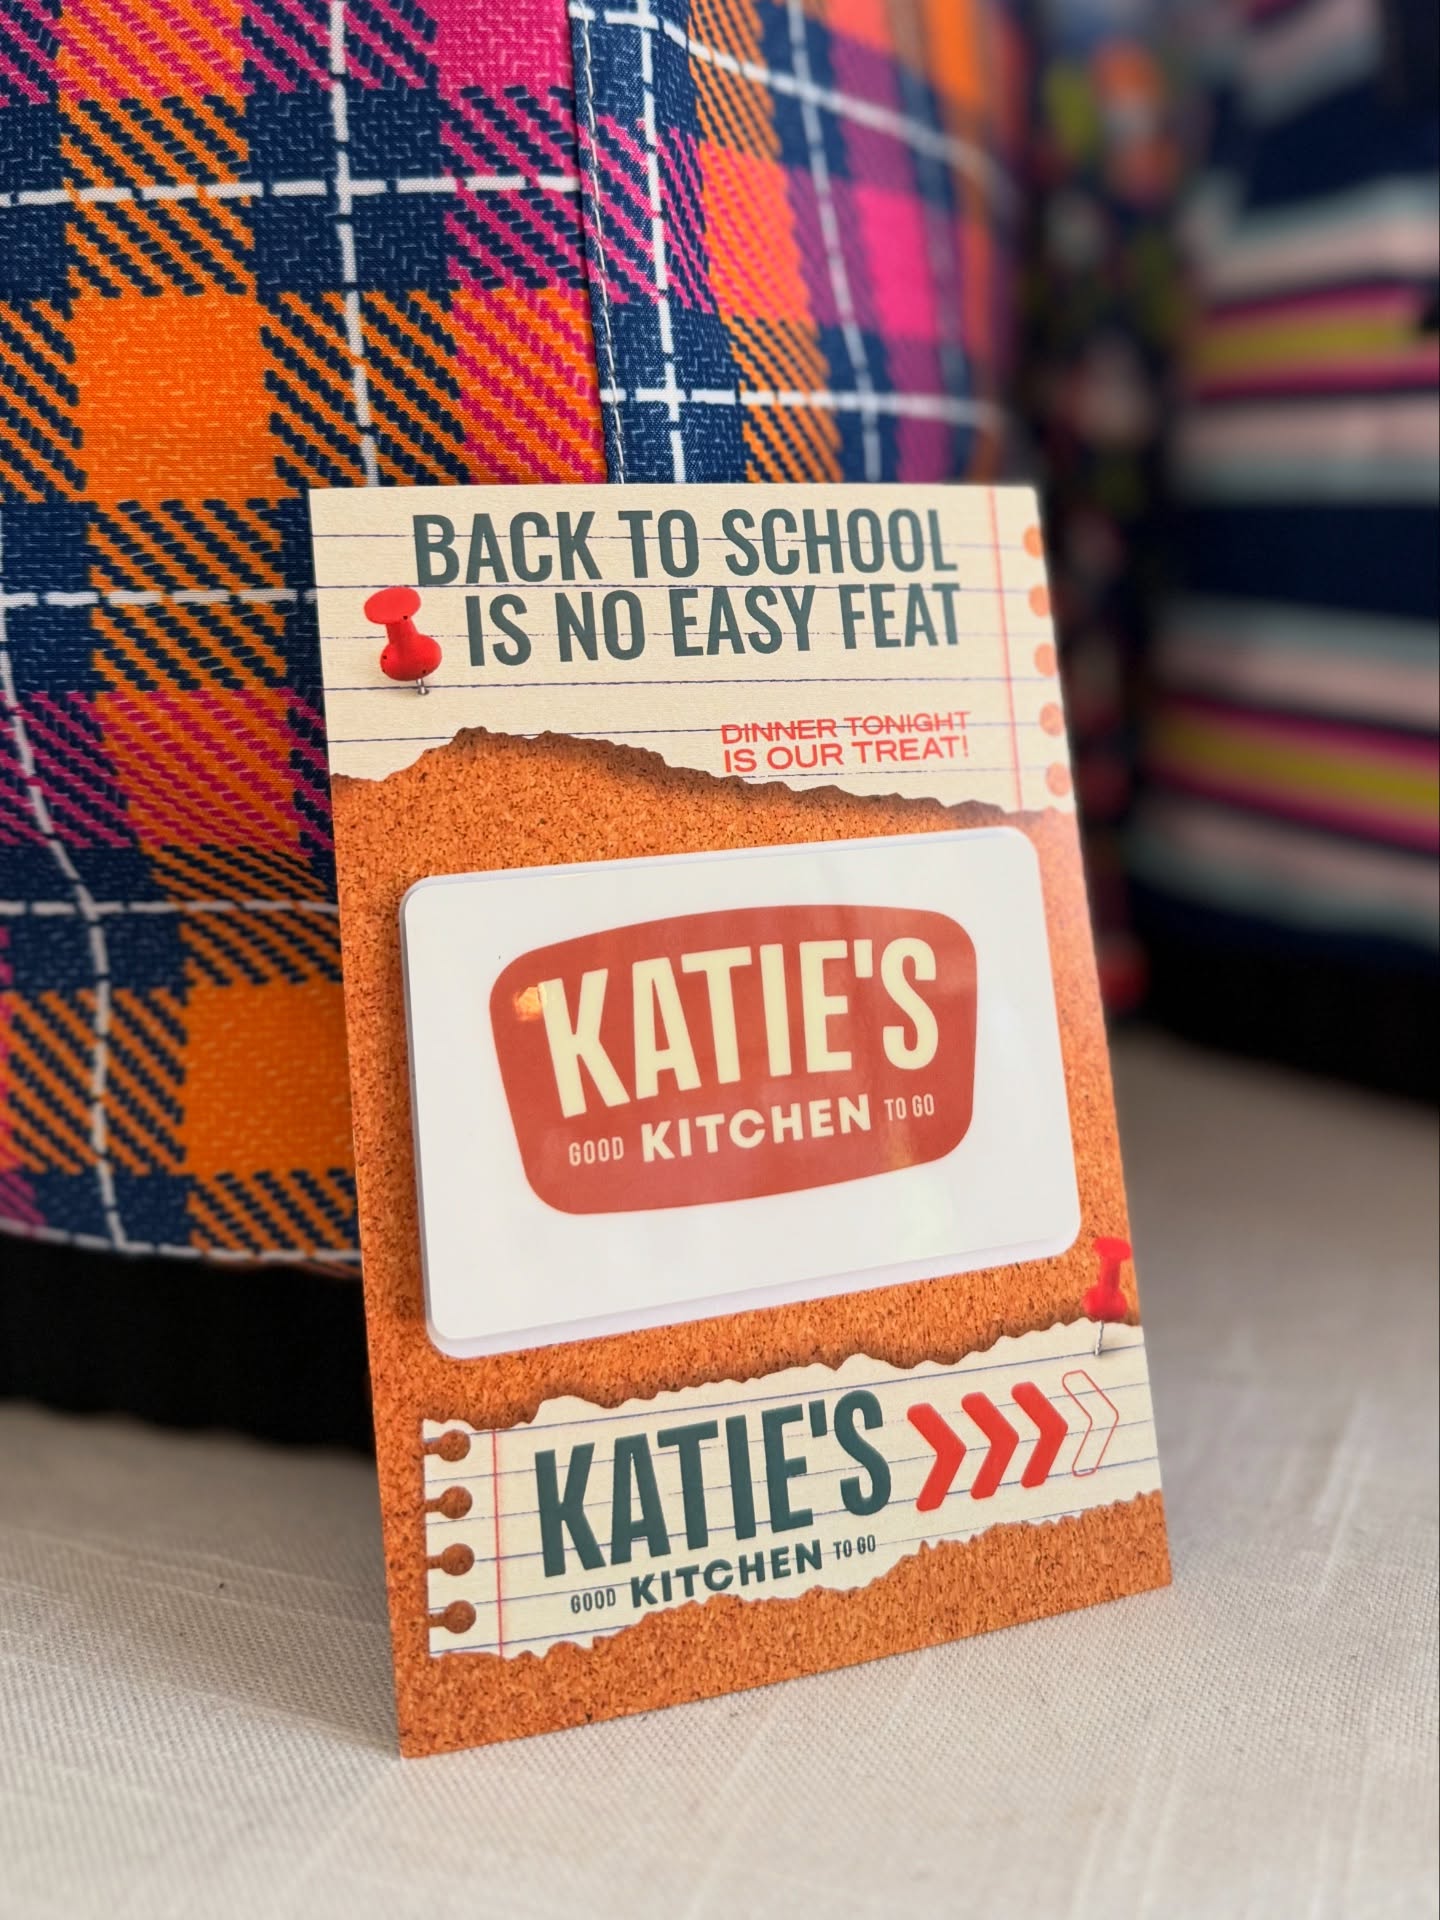 BACK TO SCHOOL
IS NO EASY FEAT
DINNER TONIGHT
IS OUR TREAT!
KATIE'S
GOOD KITCHEN TO GO
KATIE'S
GOOD KITCHEN TO GO